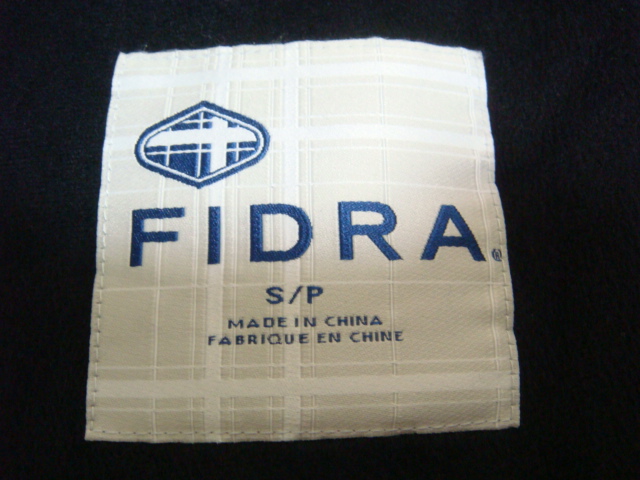 FIDRA®
S/P
MADE IN CHINA
FABRIQUE EN CHINE